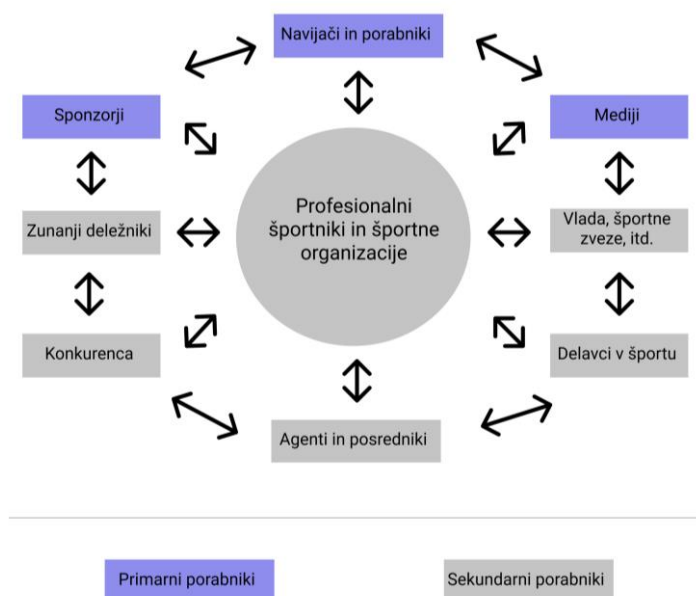 Navijači in porabniki
Sponzorji
Mediji
Profesionalni
športniki in športne
organizacije
Zunanji deležniki
Vlada, športne
zveze, itd.
Konkurenca
Delavci v športu
Agenti in posredniki
Primarni porabniki
Sekundarni porabniki